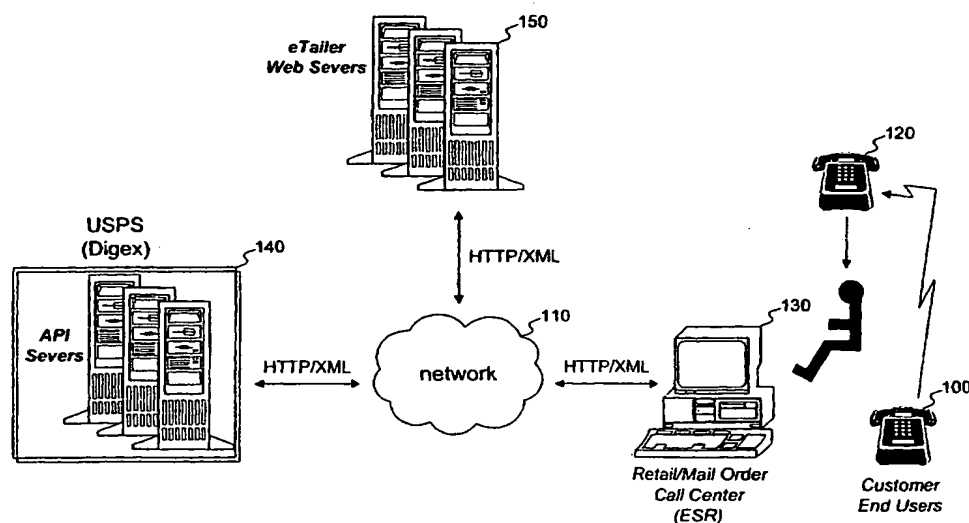 150
eTailer
Web Severs
120
USPS
(Digex)
140
HTTP/XML
API
Severs
110
130
HTTP/XML
network
HTTP/XML
100
Retail/Mail Order
Call Center
(ESR)
Customer
End Users